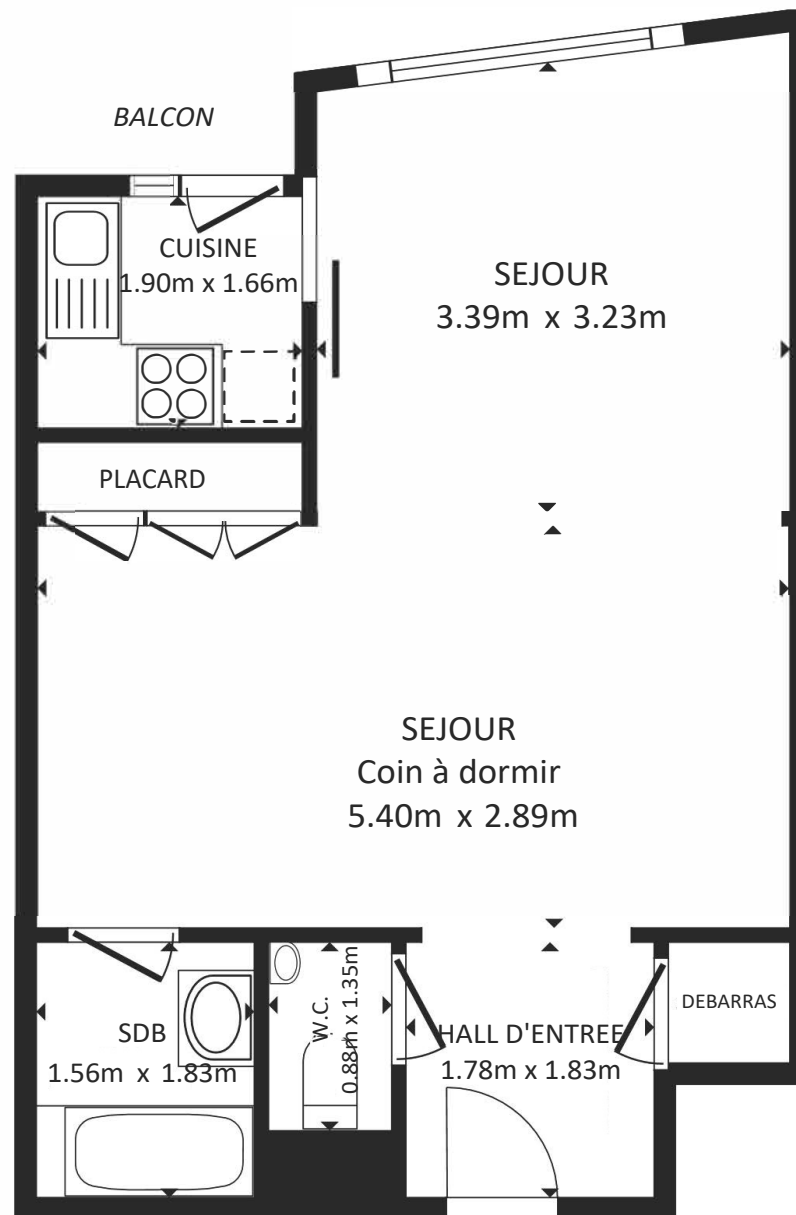 BALCON
CUISINE
1.90m x 1.66m
SEJOUR
3.39m x 3.23m
PLACARD
SEJOUR
Coin à dormir
5.40m x 2.89m
SDB
1.56m x 1.83m
W.C.
0.88m x 1.35m
HALL D'ENTREE
1.78m x 1.83m
DEBARRAS